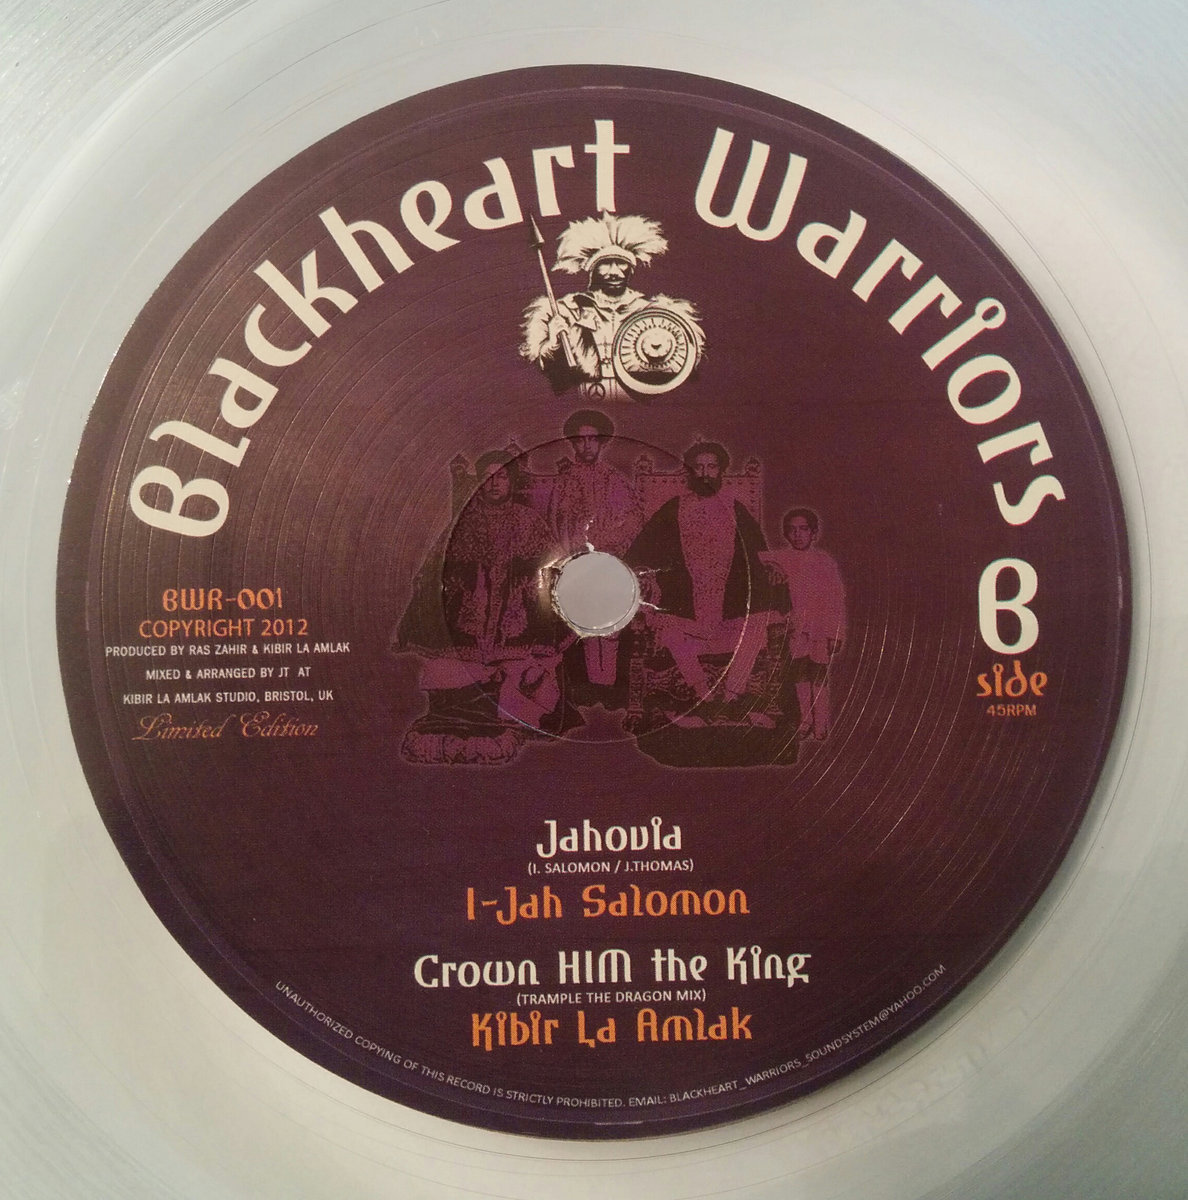 Blackheart Warriors
BWR-001
COPYRIGHT 2012
PRODUCED BY RAS ZAHIR & KIBIR LA AMLAK
MIXED & ARRANGED BY JT AT
KIBIR LA AMLAK STUDIO, BRISTOL, UK
Limited Edition
B
side
45RPM
Jahovia
(I. SALOMON / J.THOMAS)
I-Jah Salomon
Crown HIM the King
(TRAMPLE THE DRAGON MIX)
Kibir La Amlak
UNAUTHORIZED COPYING OF THIS RECORD IS STRICTLY PROHIBITED. EMAIL: BLACKHEART_WARRIORS_SOUNDSYSTEM@YAHOO.COM